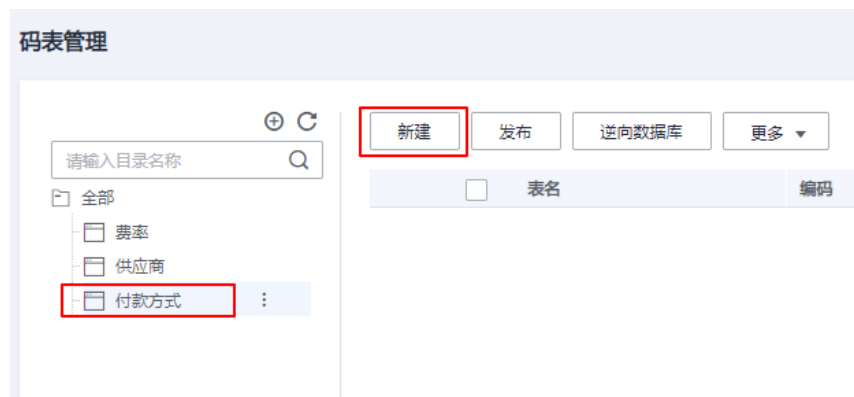 码表管理
新建 发布 逆向数据库 更多
请输入目录名称
表名 编码
全部
费率
供应商
付款方式